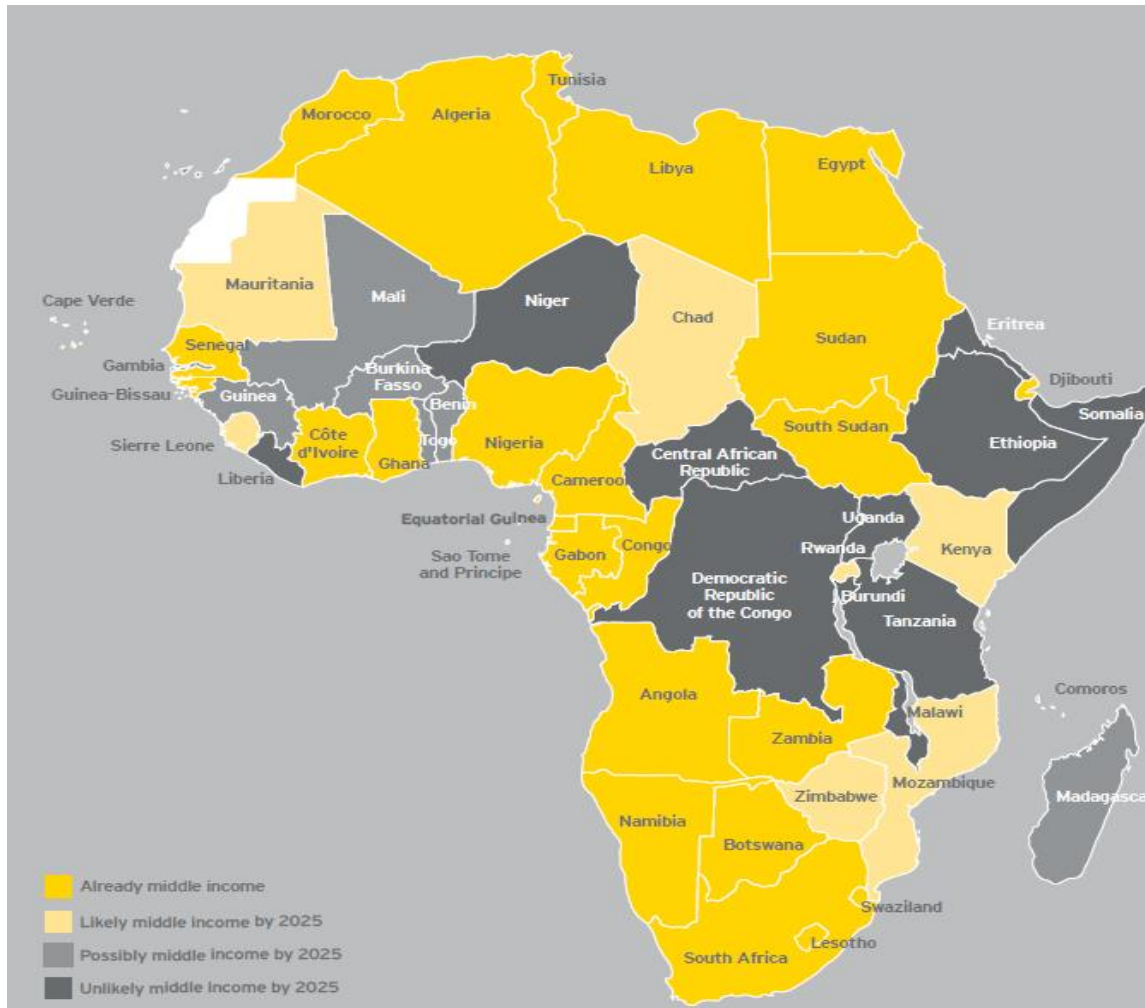 Tunisia
Morocco
Algeria
Libya
Egypt
Mauritania
Mali
Niger
Chad
Sudan
Eritrea
Cape Verde
Senegal
Gambia
Guinea-Bissau
Guinea
Burkina
Fasso
Benin
Togo
Djibouti
Somalia
Sierre Leone
Liberia
Côte
d'Ivoire
Ghana
Nigeria
South Sudan
Ethiopia
Central African
Republic
Cameroo
Equatorial Guinea
Sao Tome
and Principe
Gabon
Congo
Uganda
Rwanda
Kenya
Burundi
Democratic
Republic
of the Congo
Tanzania
Comoros
Angola
Zambia
Malawi
Mozambique
Zimbabwe
Madagasca
Namibia
Botswana
Swaziland
Lesotho
South Africa
Already middle income
Likely middle income by 2025
Possibly middle income by 2025
Unlikely middle income by 2025